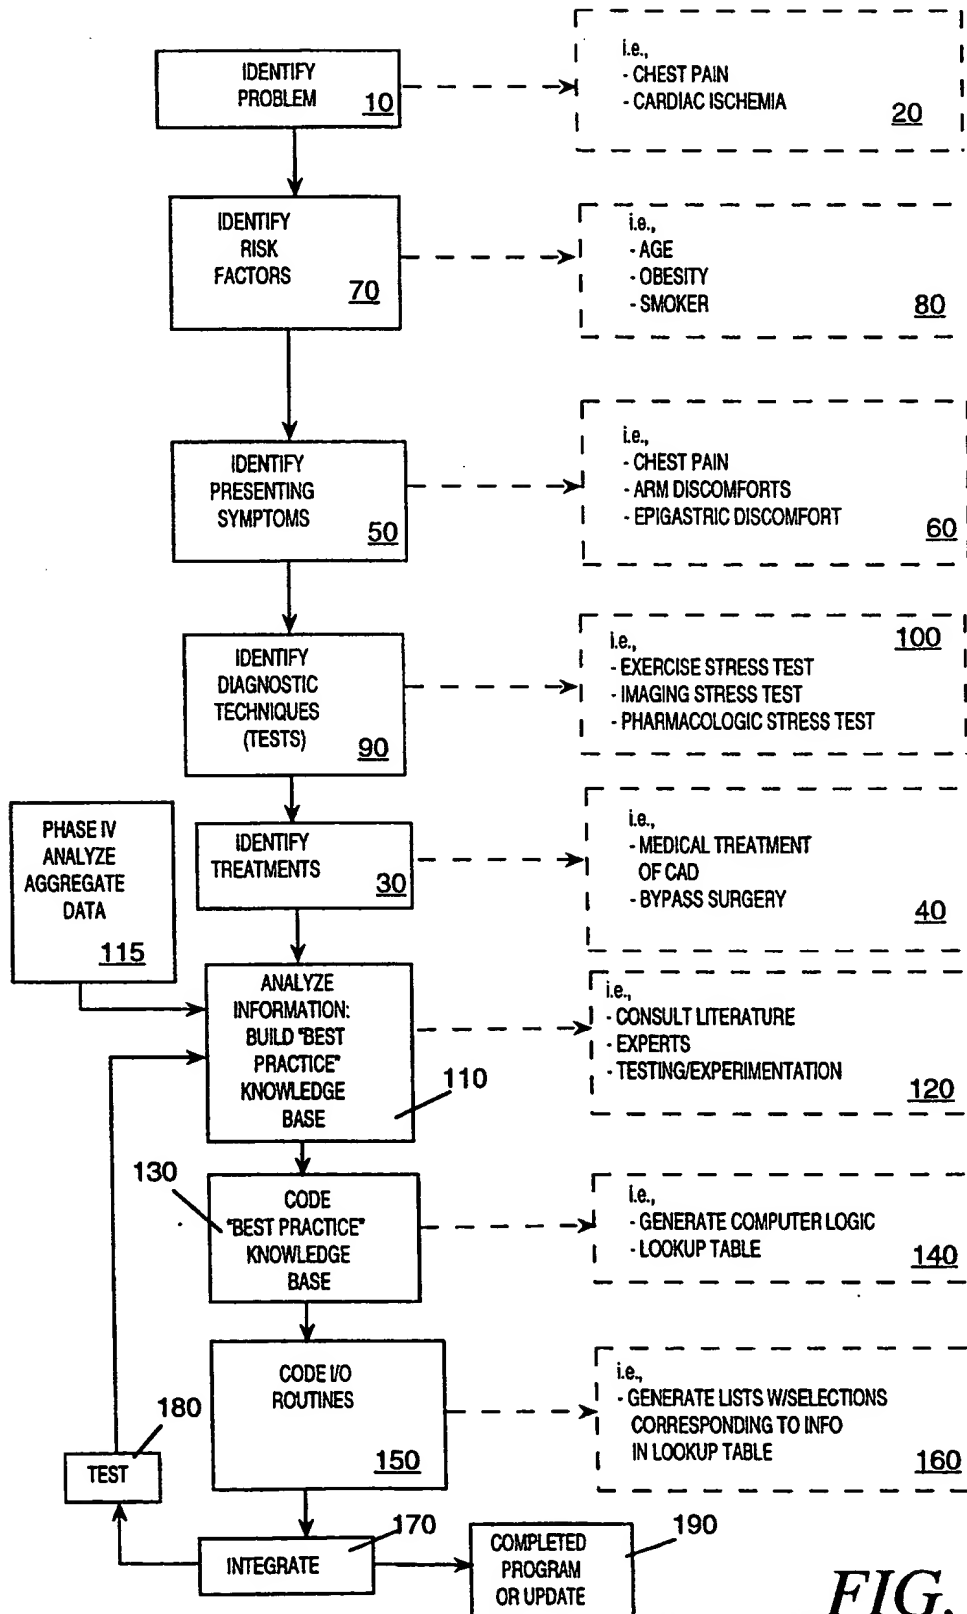 IDENTIFY
PROBLEM
10
i.e.,
- CHEST PAIN
- CARDIAC ISCHEMIA
20
IDENTIFY
RISK
FACTORS
70
i.e.,
- AGE
- OBESITY
- SMOKER
80
IDENTIFY
PRESENTING
SYMPTOMS
50
i.e.,
- CHEST PAIN
- ARM DISCOMFORTS
- EPIGASTRIC DISCOMFORT
60
IDENTIFY
DIAGNOSTIC
TECHNIQUES
(TESTS)
90
100
i.e.,
- EXERCISE STRESS TEST
- IMAGING STRESS TEST
- PHARMACOLOGIC STRESS TEST
PHASE IV
ANALYZE
AGGREGATE
DATA
115
IDENTIFY
TREATMENTS
30
i.e.,
- MEDICAL TREATMENT
OF CAD
- BYPASS SURGERY
40
ANALYZE
INFORMATION:
BUILD "BEST
PRACTICE"
KNOWLEDGE
BASE
110
i.e.,
- CONSULT LITERATURE
- EXPERTS
- TESTING/EXPERIMENTATION
120
130
CODE
"BEST PRACTICE"
KNOWLEDGE
BASE
i.e.,
- GENERATE COMPUTER LOGIC
- LOOKUP TABLE
140
CODE I/O
ROUTINES
150
i.e.,
- GENERATE LISTS W/SELECTIONS
CORRESPONDING TO INFO
IN LOOKUP TABLE
160
180
TEST
170
INTEGRATE
190
COMPLETED
PROGRAM
OR UPDATE
FIG.